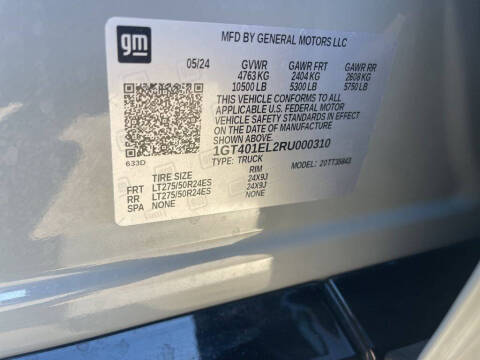 gm
MFD BY GENERAL MOTORS LLC
05/24 GVWR GAWR FRT GAWR RR
4763 KG 2404 KG 2608 KG
10500 LB 5300 LB 5750 LB
THIS VEHICLE CONFORMS TO ALL
APPLICABLE U.S. FEDERAL MOTOR
VEHICLE SAFETY STANDARDS IN
EFFECT ON THE DATE OF MANUFACTURE
SHOWN ABOVE.
1GT401EL2RU000310
633D TYPE: TRUCK MODEL:
TIRE SIZE RIM
FRT LT275/50R24ES 24X9J
RR LT275/50R24ES 24X9J
SPA NONE NONE